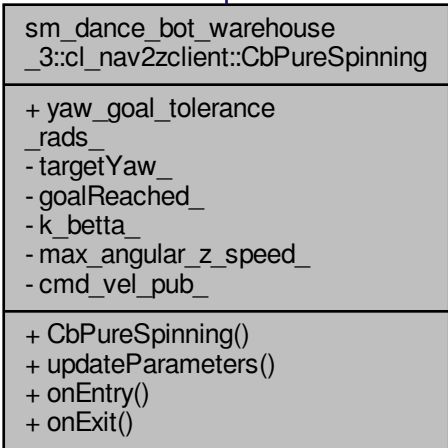 sm_dance_bot_warehouse
_3::cl_nav2zclient::CbPureSpinning
+ yaw_goal_tolerance
_rads_
- targetYaw_
- goalReached_
- k_betta_
- max_angular_z_speed_
- cmd_vel_pub_
+ CbPureSpinning()
+ updateParameters()
+ onEntry()
+ onExit()